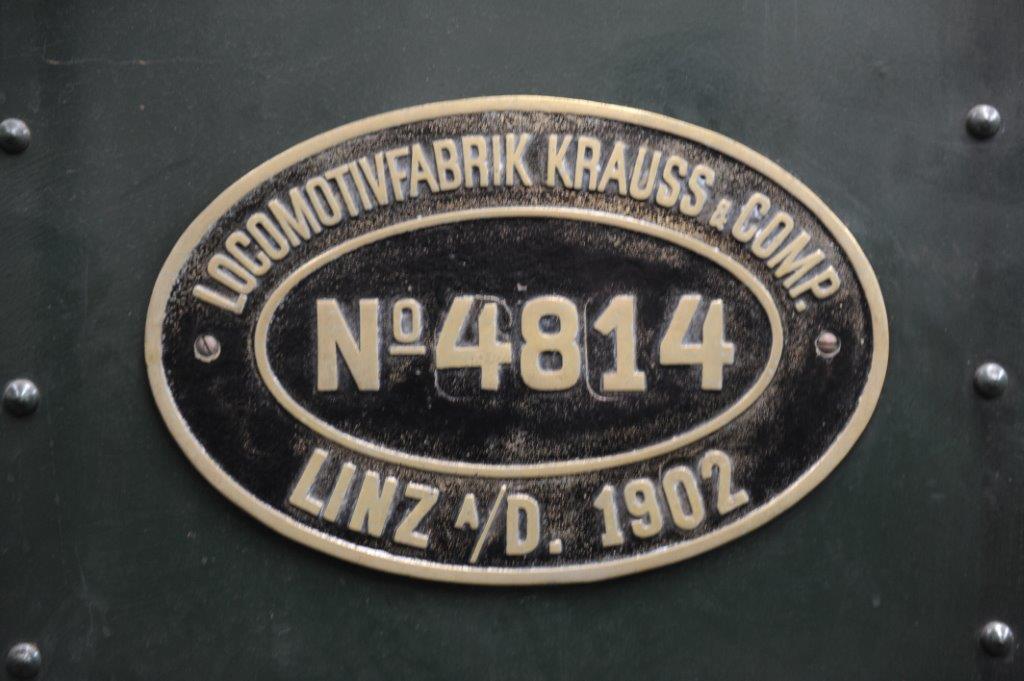 LOCOMOTIVFABRIK KRAUSS & COMP.
Nº 4814
LINZ A/D. 1902